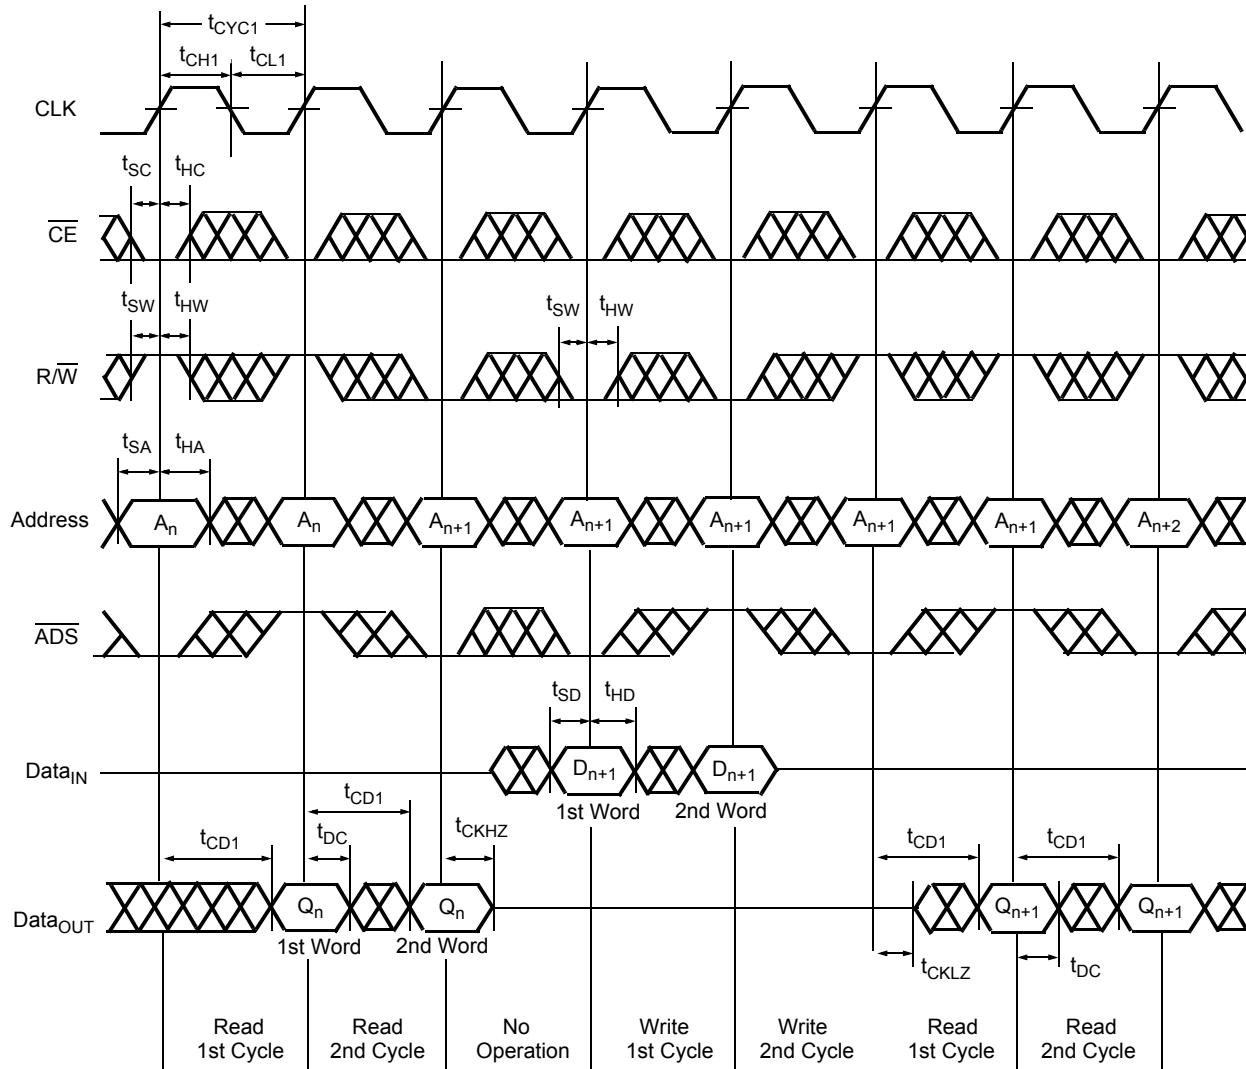 tCYC1
tCH1 tCL1
CLK
tSC tHC
CE
tSW tHW tSW tHW
R/W
tSA tHA
Address An An An+1 An+1 An+1 An+1 An+1 An+2
ADS
tSD tHD
DataIN Dn+1 Dn+1
1st Word 2nd Word
tCD1
tCD1 tDC tCKHZ tCD1 tCD1
DataOUT Qn Qn Qn+1 Qn+1
1st Word 2nd Word
tCKLZ tDC
Read Read No Write Write Read Read
1st Cycle 2nd Cycle Operation 1st Cycle 2nd Cycle 1st Cycle 2nd Cycle